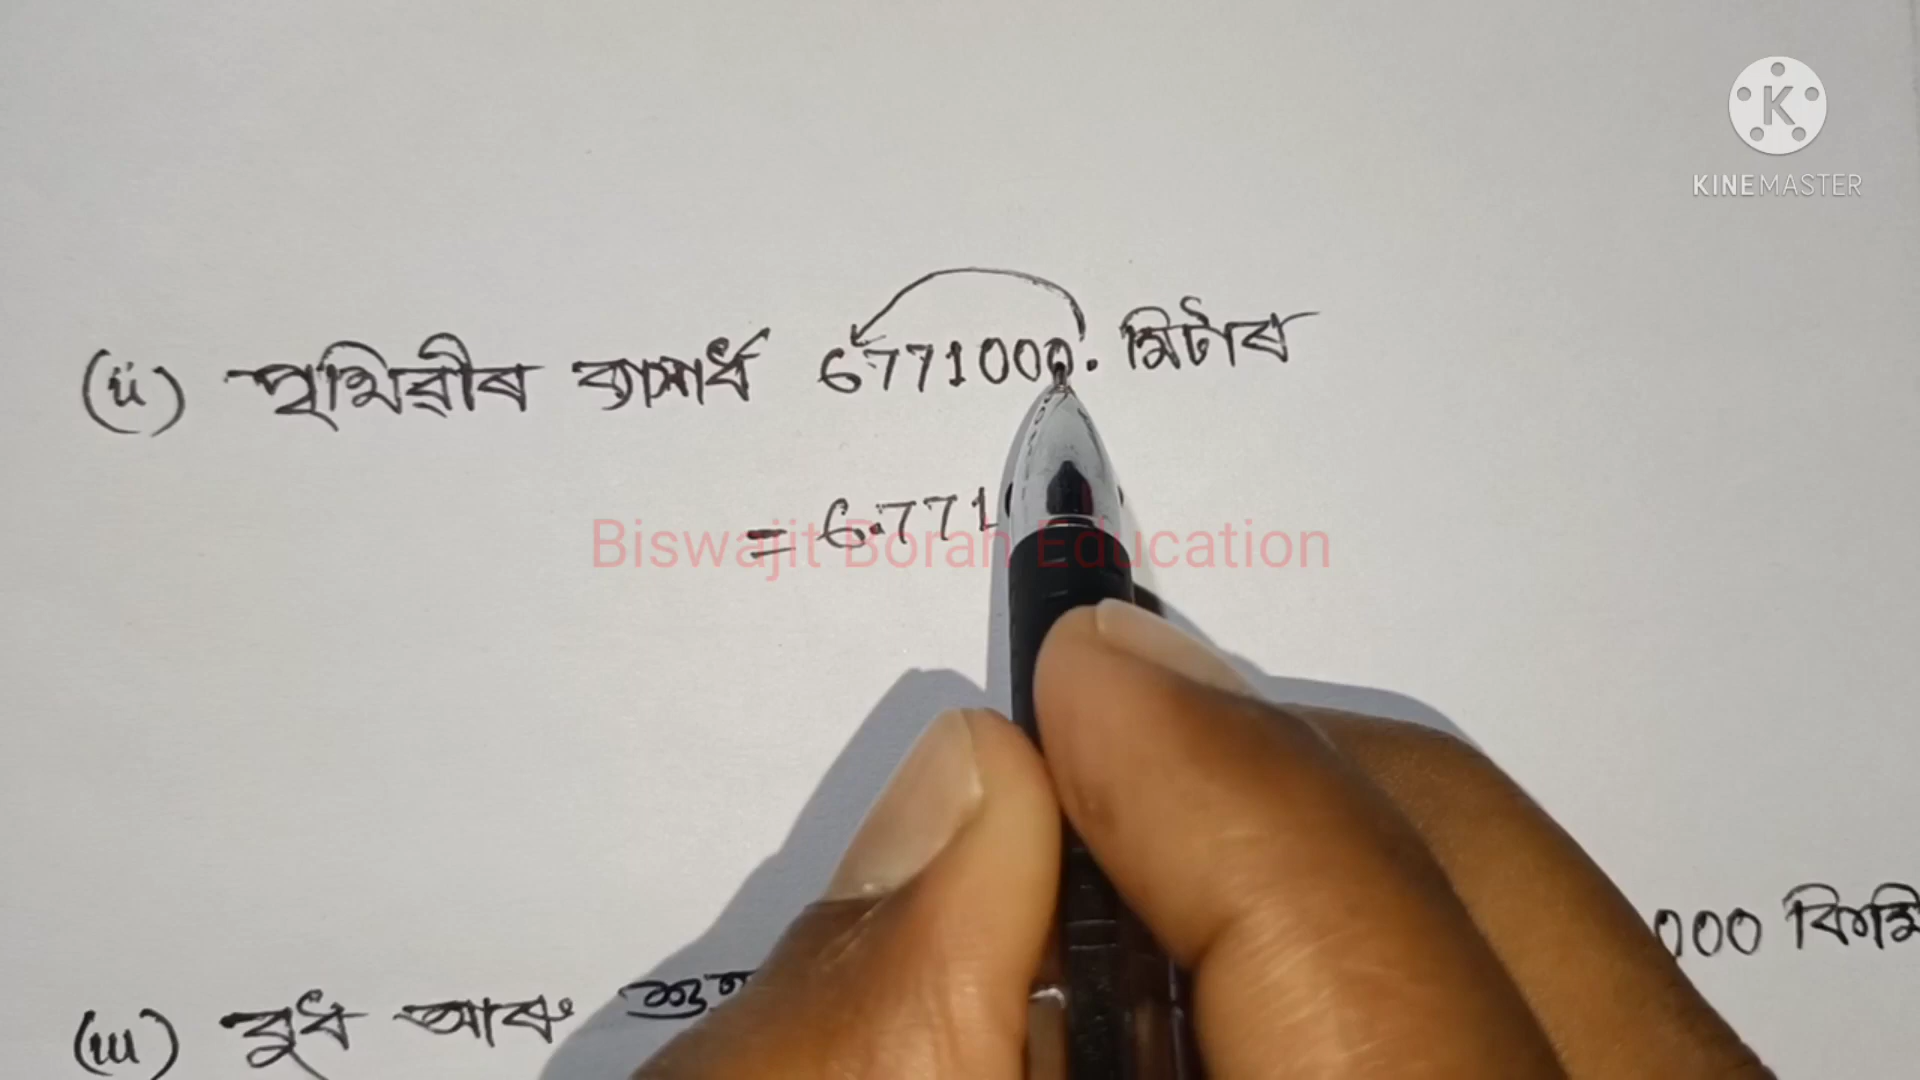 KINEMASTER
(ii) পৃথিৱীৰ ব্যাসাৰ্ধ 6771000. মিটাৰ
= 6.771
Biswajit Borah Education
000 কিমি
(iii) বুধ আৰু